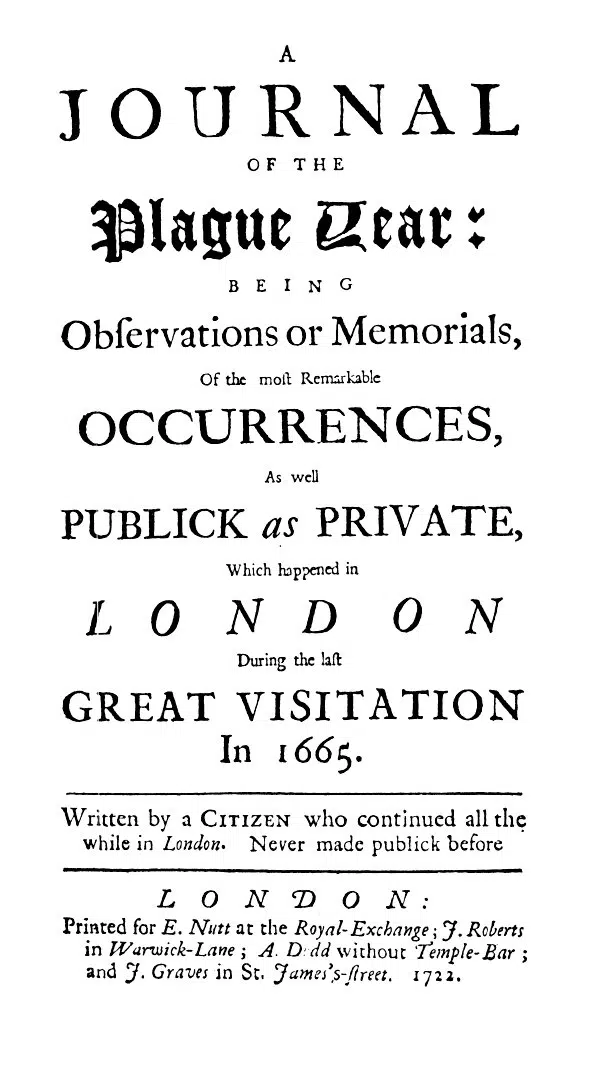 A
JOURNAL
OF THE
Plague Year:
BEING
Obſervations or Memorials,
Of the moſt Remarkable
OCCURRENCES,
As well
PUBLICK as PRIVATE,
Which happened in
LONDON
During the laſt
GREAT VISITATION
In 1665.
Written by a CITIZEN who continued all the
while in London. Never made publick before
LONDON:
Printed for E. Nutt at the Royal-Exchange; J. Roberts
in Warwick-Lane; A. Dodd without Temple-Bar;
and J. Graves in St. James's-ſtreet. 1722.